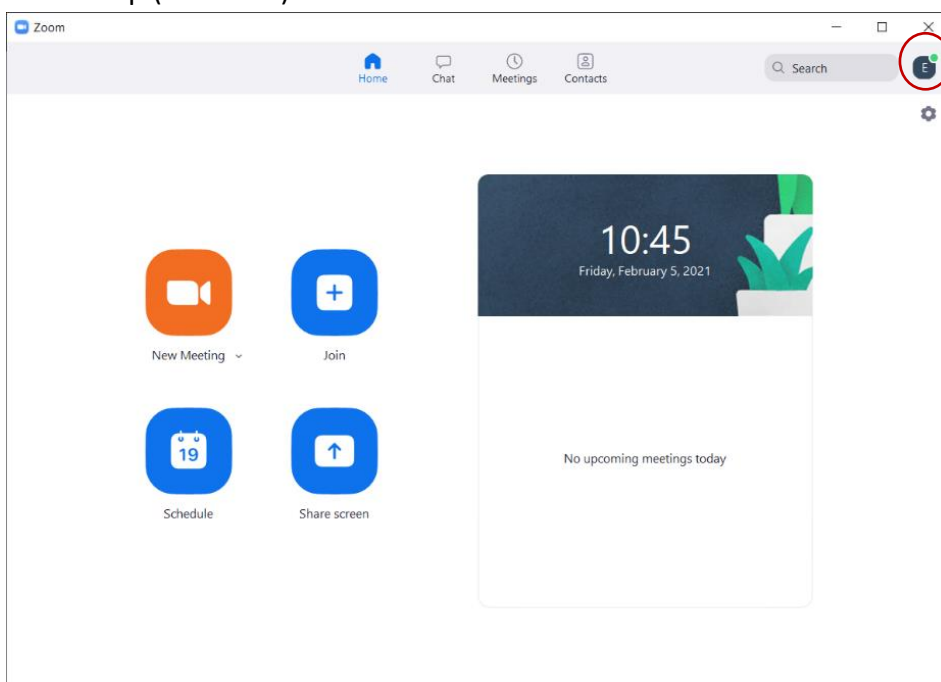 Zoom
Home Chat Meetings Contacts Search E
10:45
Friday, February 5, 2021
New Meeting Join
19
No upcoming meetings today
Schedule Share screen